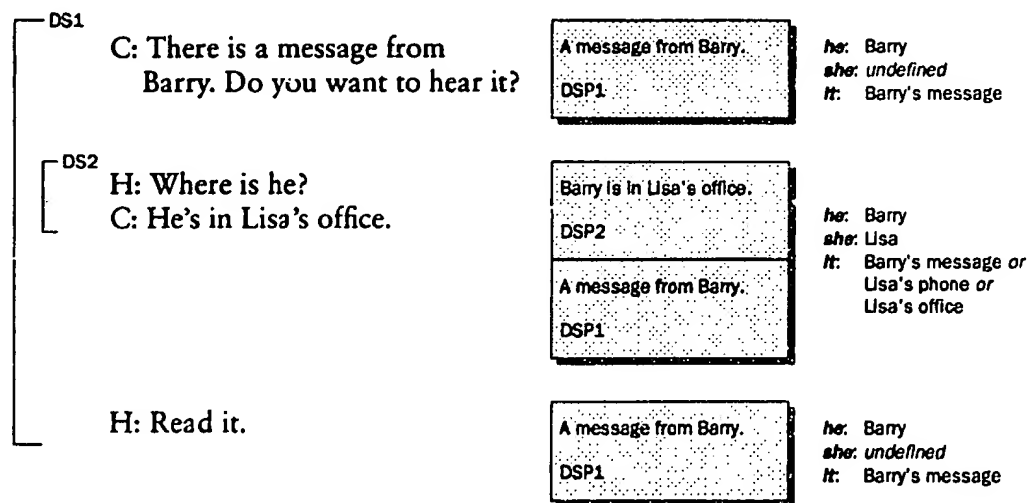 DS1
C: There is a message from
Barry. Do you want to hear it?
A message from Barry.
DSP1
he: Barry
she: undefined
it: Barry's message
DS2
H: Where is he?
C: He's in Lisa's office.
Barry is in Lisa's office.
DSP2
A message from Barry.
DSP1
he: Barry
she: Lisa
it: Barry's message or
Lisa's phone or
Lisa's office
H: Read it.
A message from Barry.
DSP1
he: Barry
she: undefined
it: Barry's message